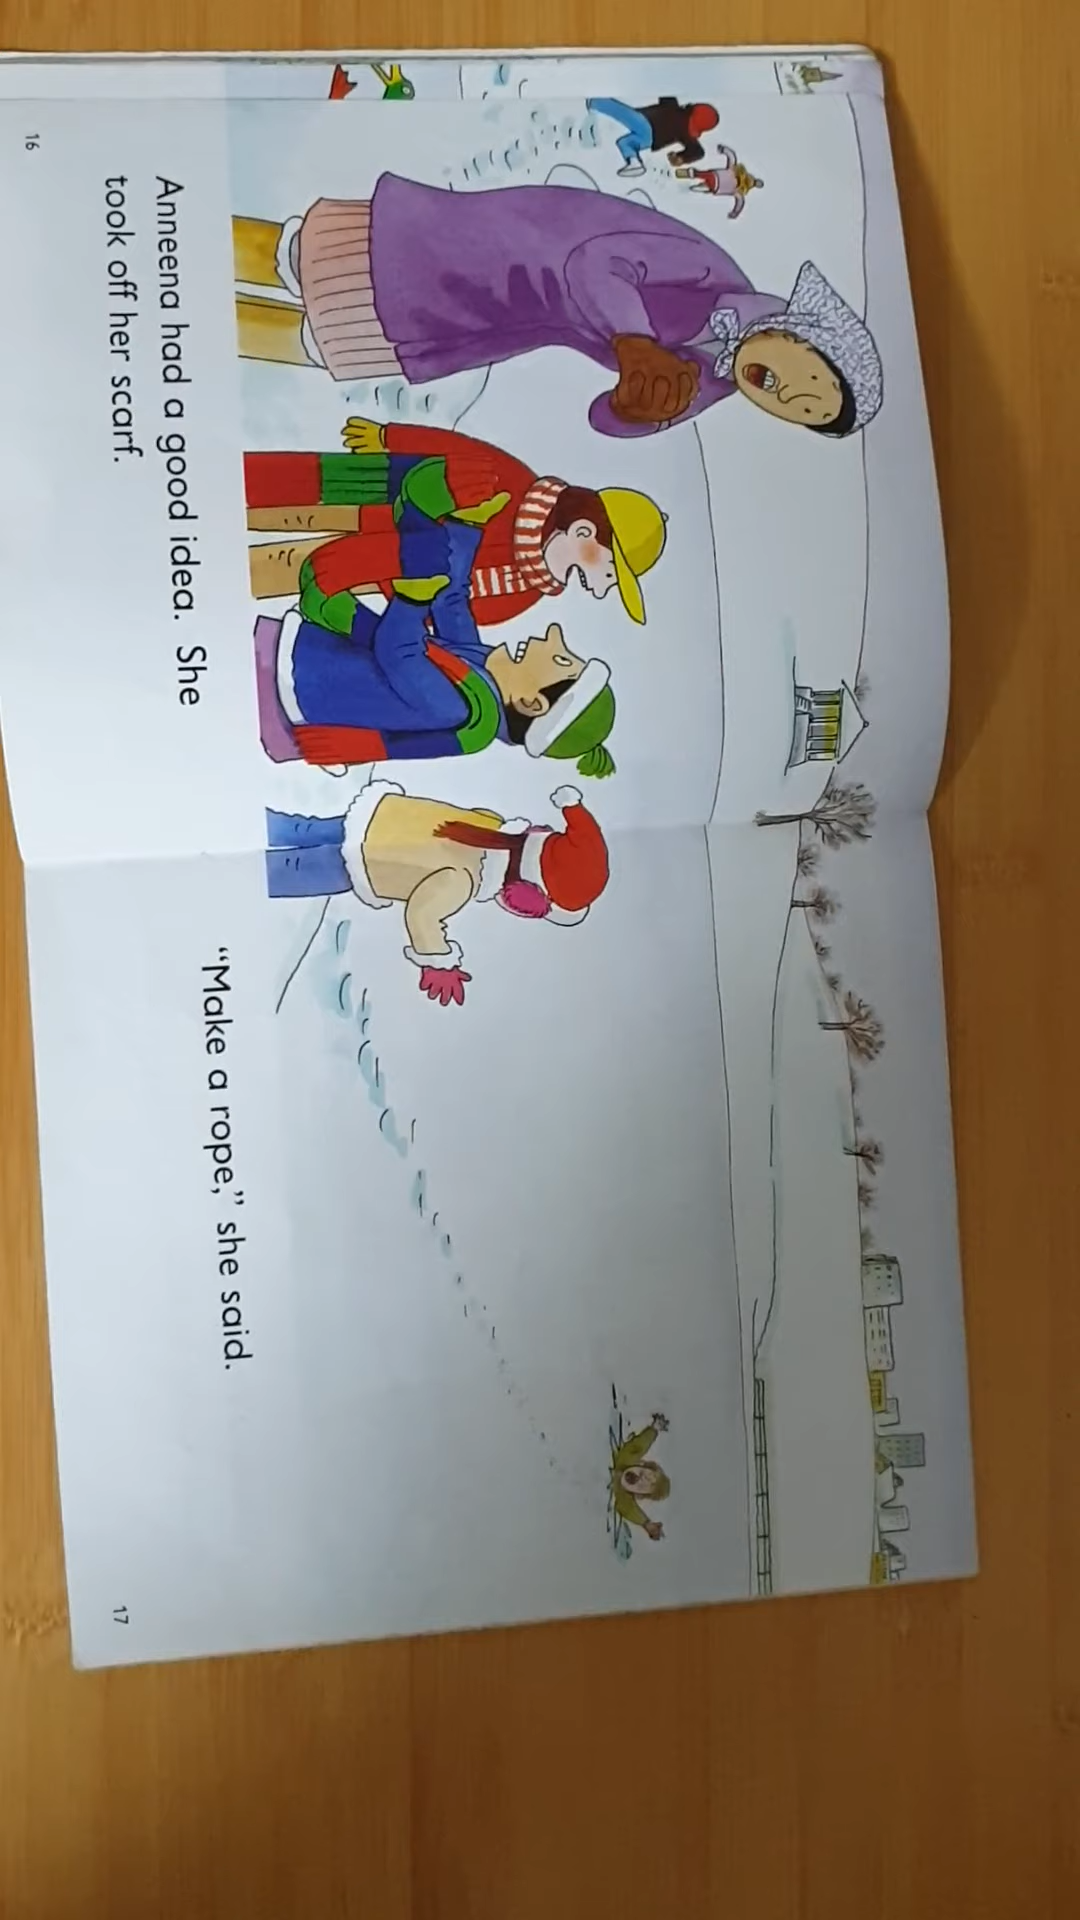 Anneena had a good idea. She
took off her scarf.
16
“Make a rope,” she said.
17